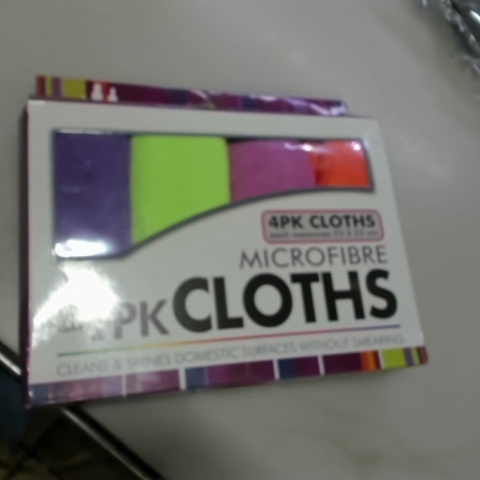 4PK CLOTHS
MICROFIBRE
PK CLOTHS
CLEANS & SHINES DOMESTIC SURFACES WITHOUT SMEARING